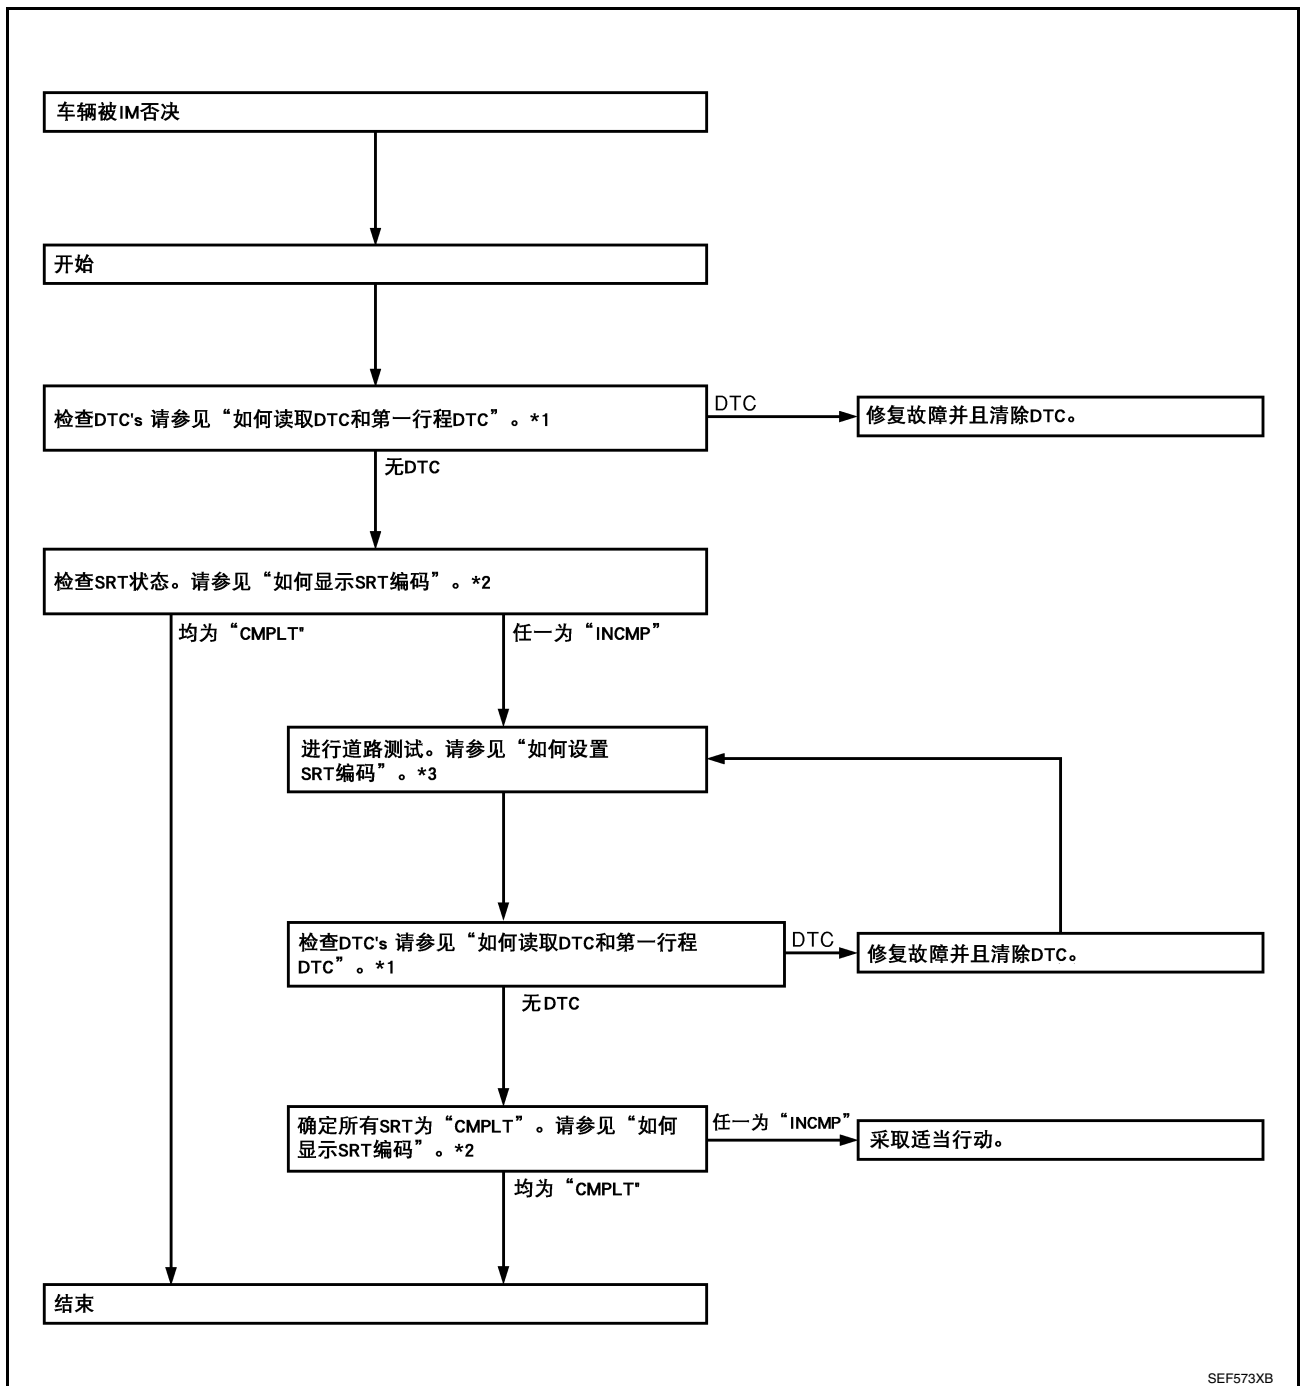 车辆被IM否决
开始
检查DTC's 请参见“如何读取DTC和第一行程DTC”。*1
DTC
修复故障并且清除DTC。
无DTC
检查SRT状态。请参见“如何显示SRT编码”。*2
均为“CMPLT"
任一为“INCMP”
进行道路测试。请参见“如何设置
SRT编码”。*3
检查DTC's 请参见“如何读取DTC和第一行程
DTC”。*1
DTC
修复故障并且清除DTC。
无DTC
确定所有SRT为“CMPLT”。请参见“如何
显示SRT编码”。*2
任一为“INCMP”
采取适当行动。
均为“CMPLT"
结束
SEF573XB